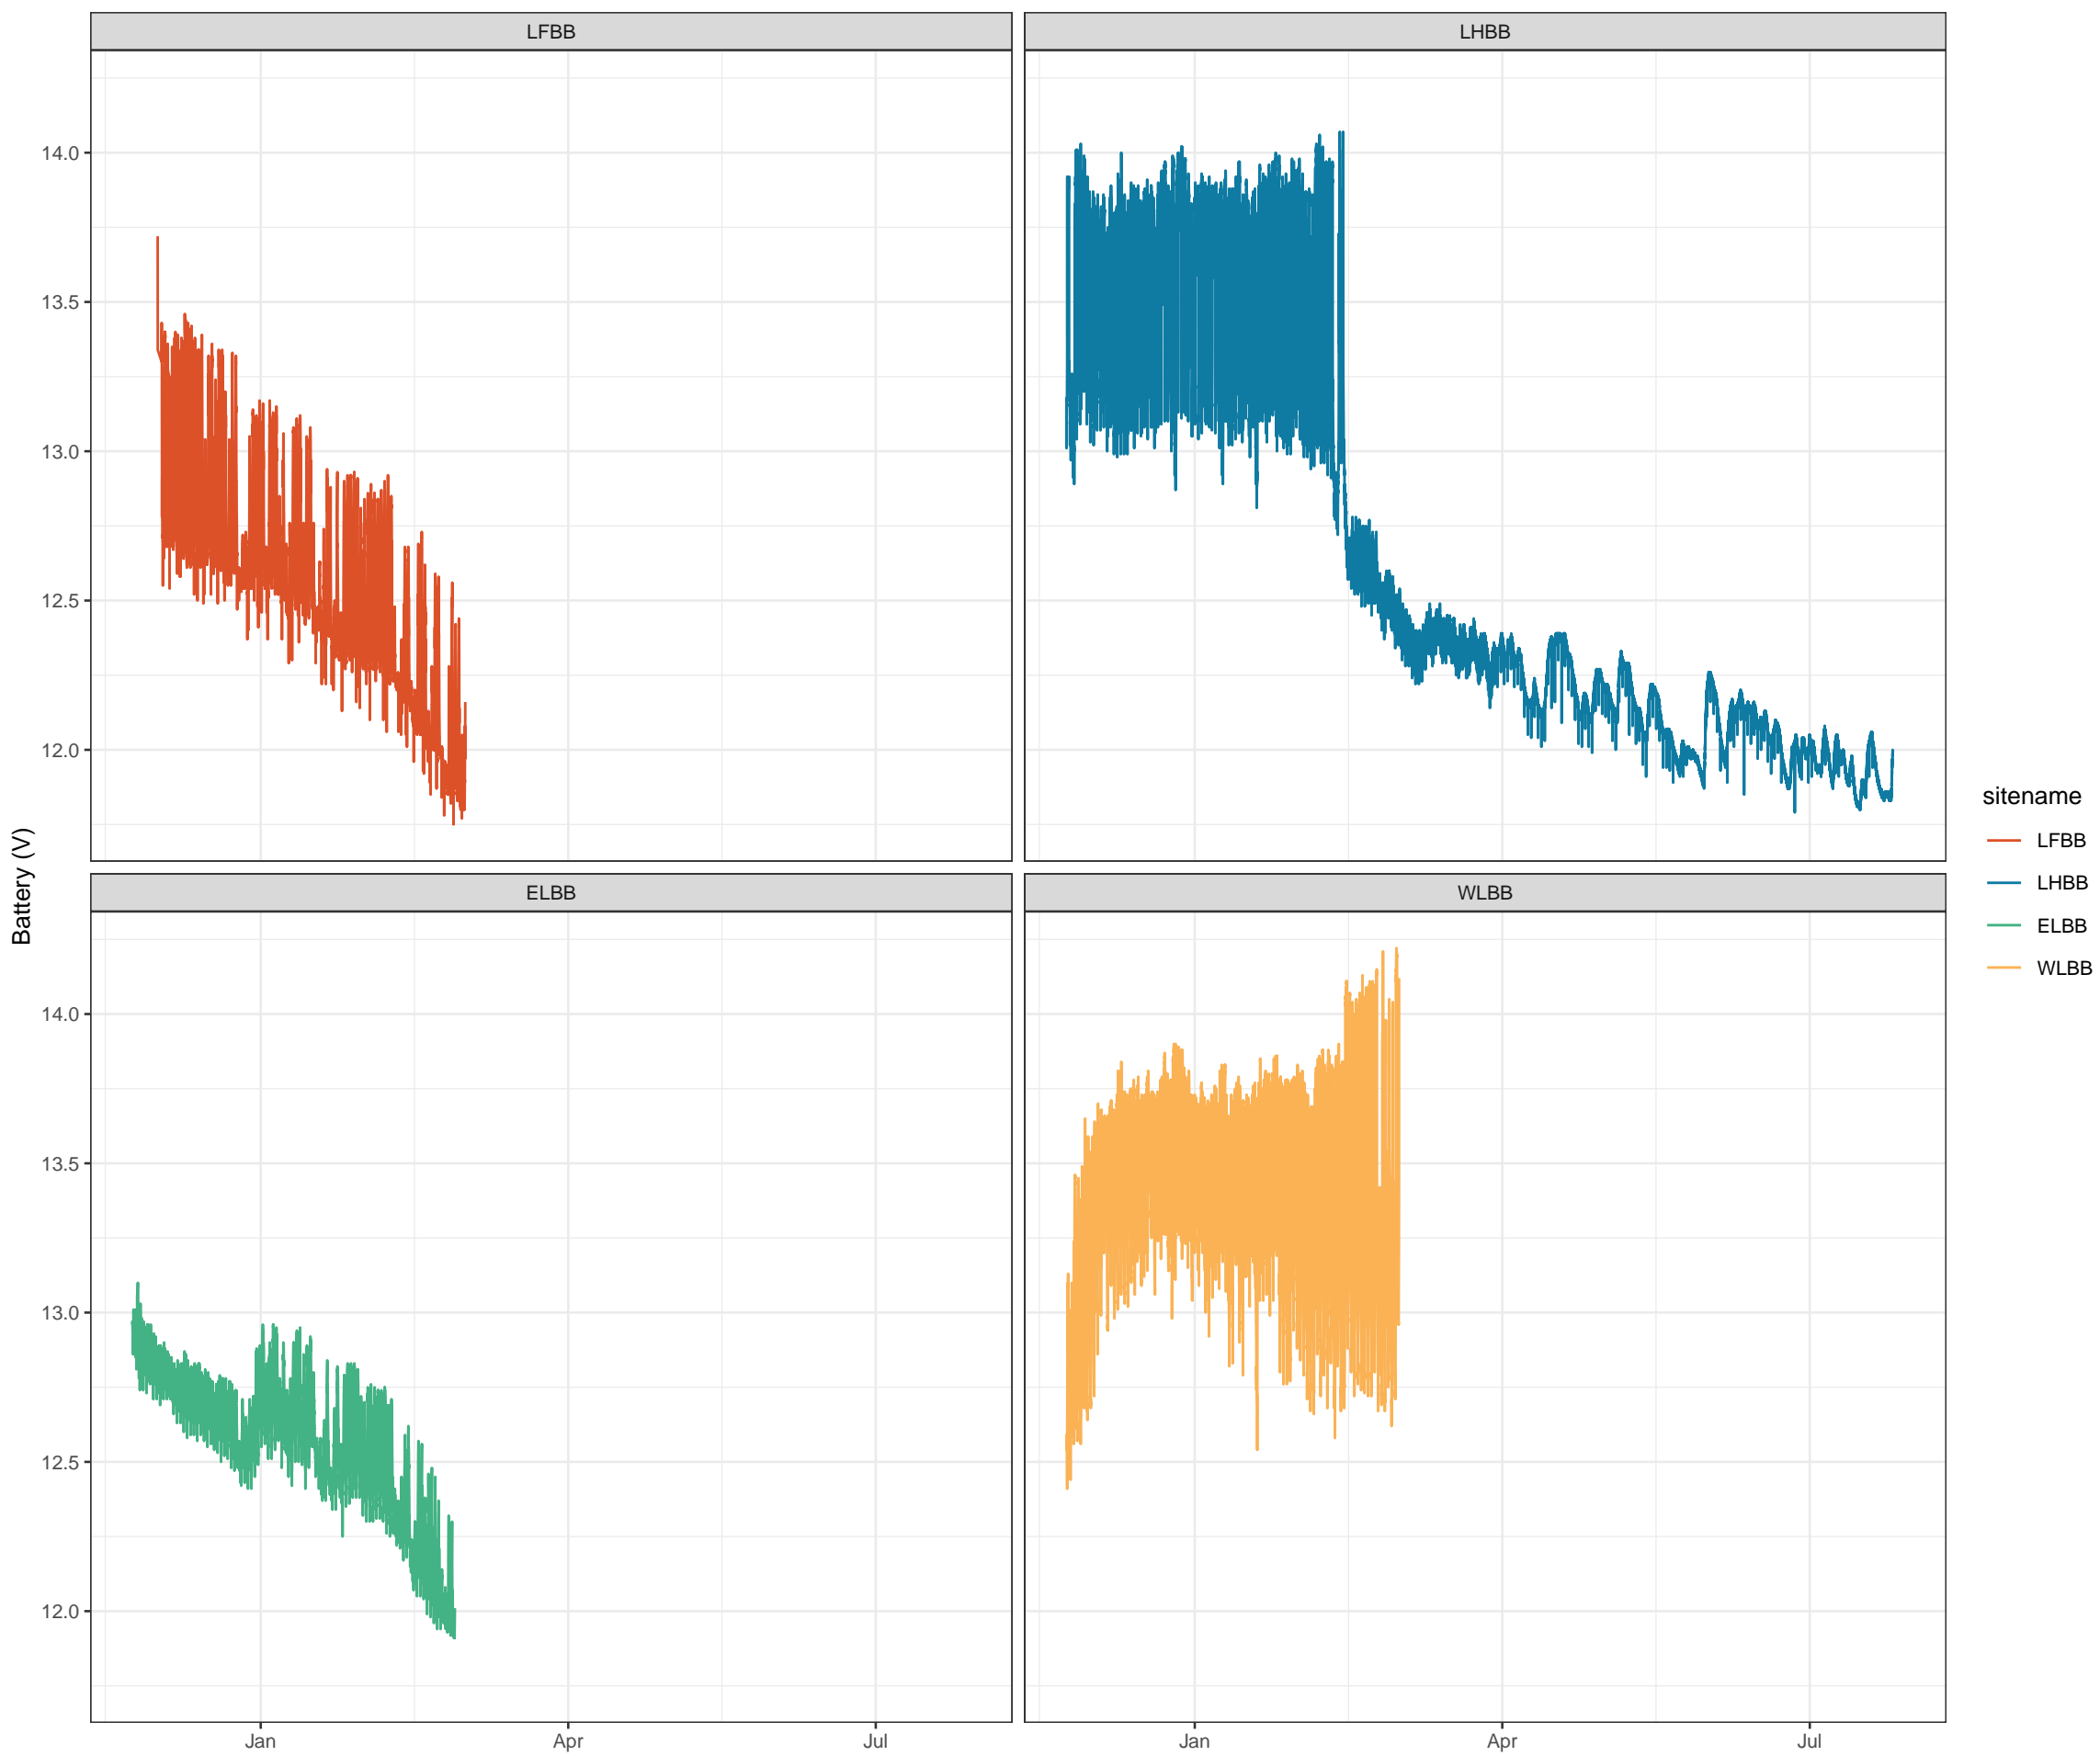 LFBB
LHBB
14.0
13.5
13.0
12.5
12.0
ELBB
WLBB
14.0
13.5
13.0
12.5
12.0
Jan
Apr
Jul
Jan
Apr
Jul
Battery (V)
sitename
LFBB
LHBB
ELBB
WLBB